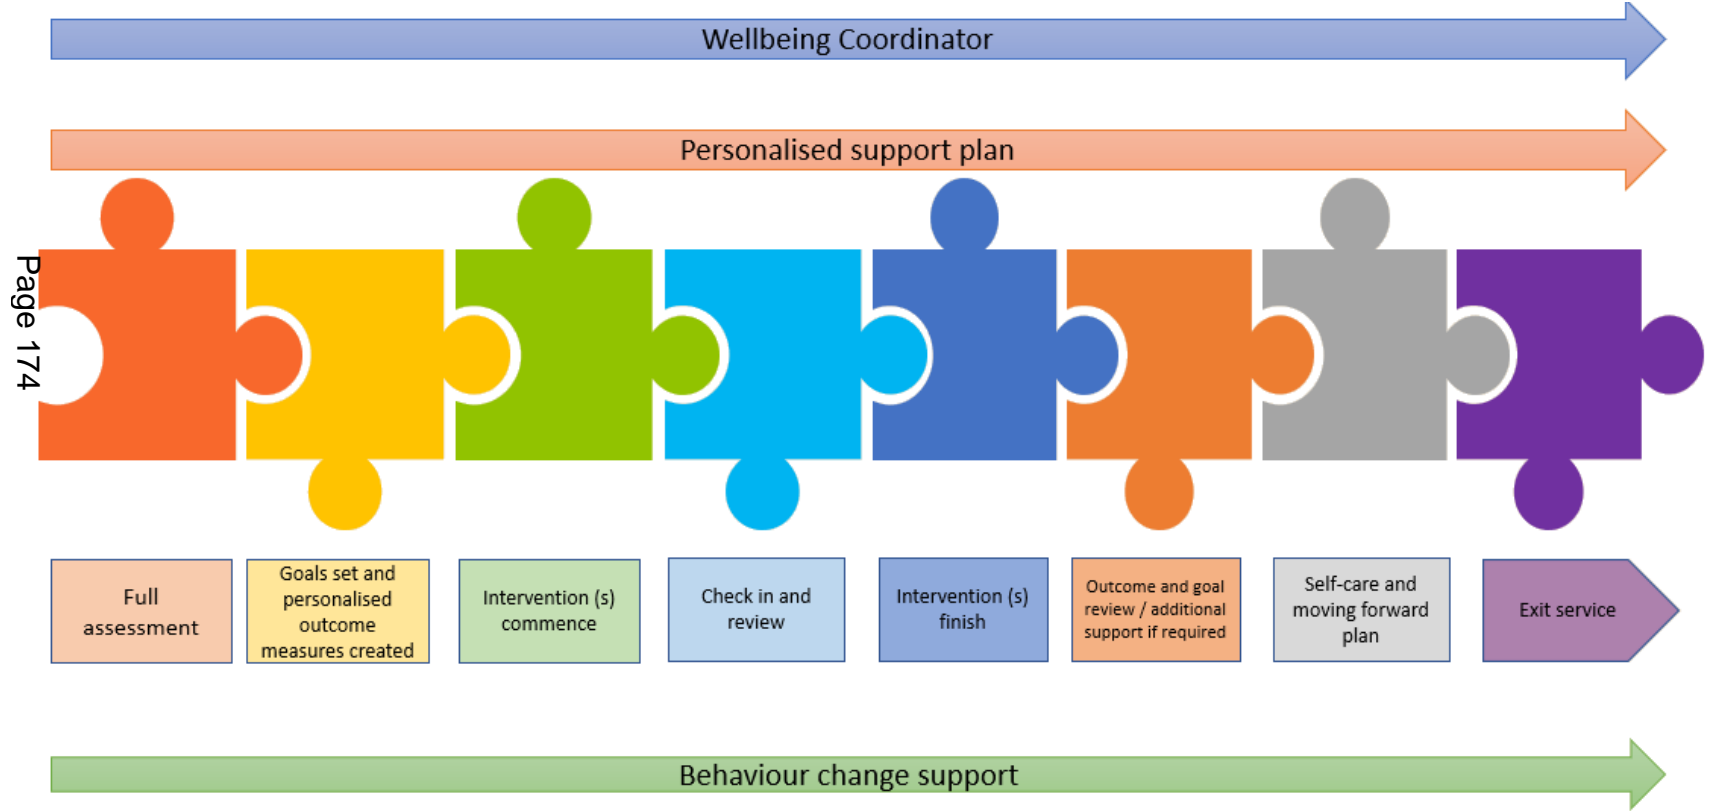 Wellbeing Coordinator
Personalised support plan
Page 174
Full
assessment
Goals set and
personalised
outcome
measures created
Intervention (s)
commence
Check in and
review
Intervention (s)
finish
Outcome and goal
review / additional
support if required
Self-care and
moving forward
plan
Exit service
Behaviour change support